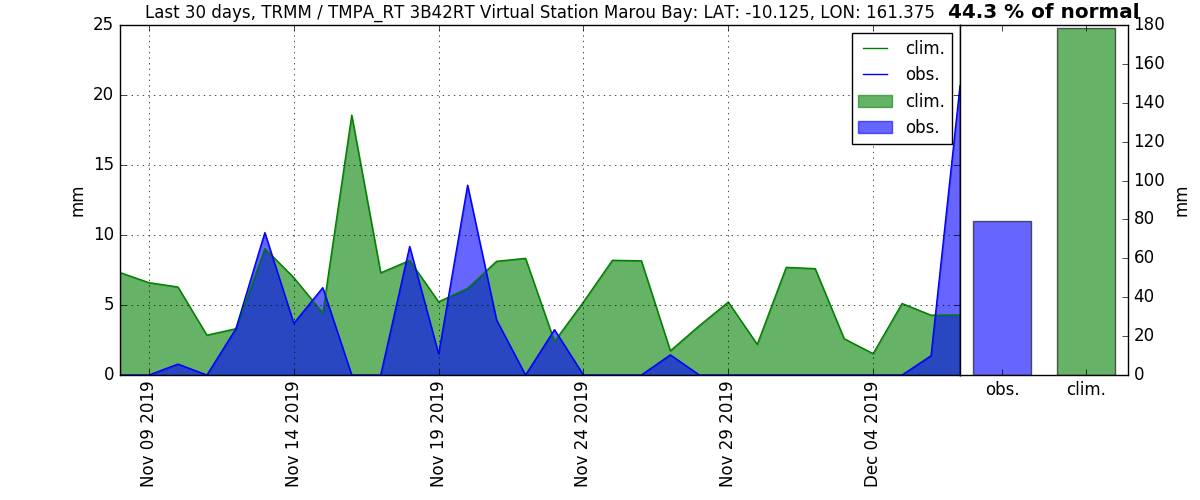 Last 30 days, TRMM / TMPA_RT 3B42RT Virtual Station Marou Bay: LAT: -10.125, LON: 161.375 44.3 % of normal
25
20
15
10
5
0
mm
clim.
obs.
clim.
obs.
180
160
140
120
100
80
60
40
20
0
mm
obs.
clim.
Nov 09 2019
Nov 14 2019
Nov 19 2019
Nov 24 2019
Nov 29 2019
Dec 04 2019